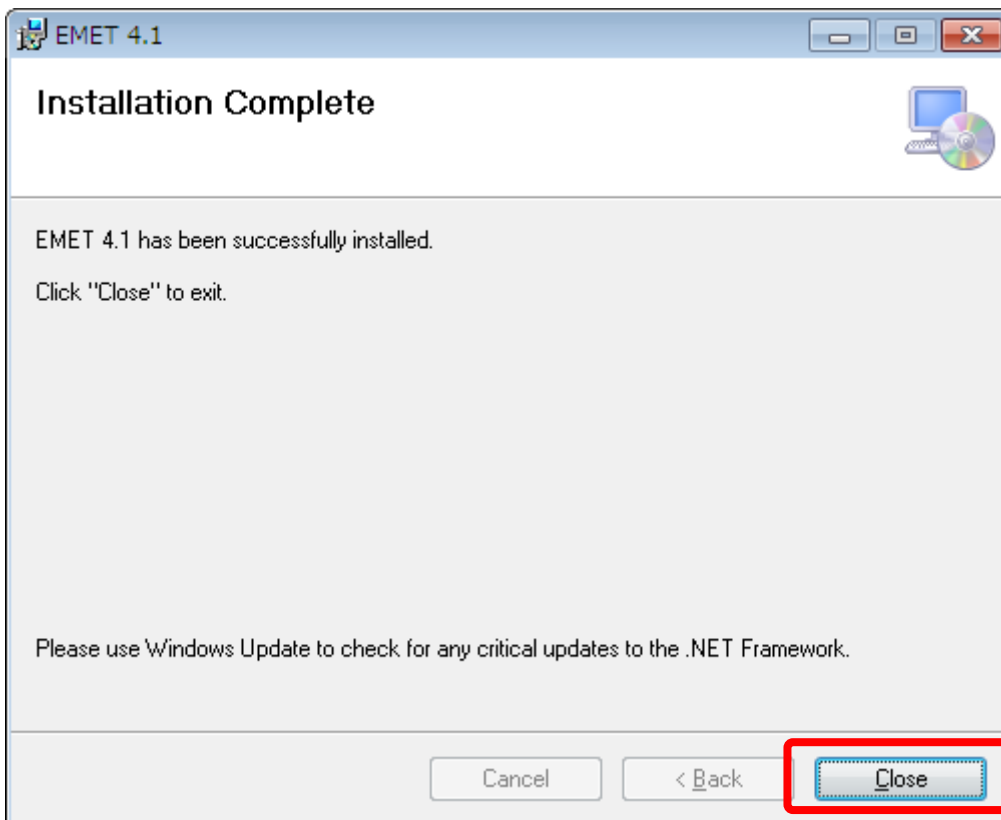 EMET 4.1
Installation Complete
EMET 4.1 has been successfully installed.
Click "Close" to exit.
Please use Windows Update to check for any critical updates to the .NET Framework.
Cancel
< Back
Close